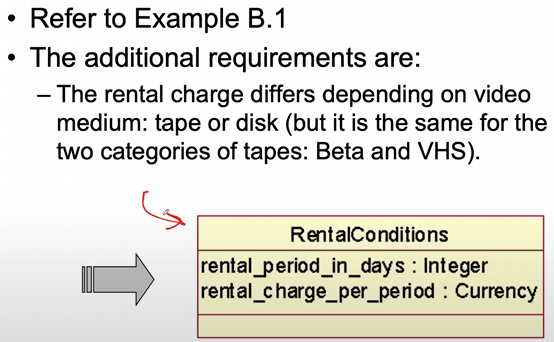 • Refer to Example B.1
• The additional requirements are:
– The rental charge differs depending on video
medium: tape or disk (but it is the same for the
two categories of tapes: Beta and VHS).
RentalConditions
rental_period_in_days : Integer
rental_charge_per_period : Currency